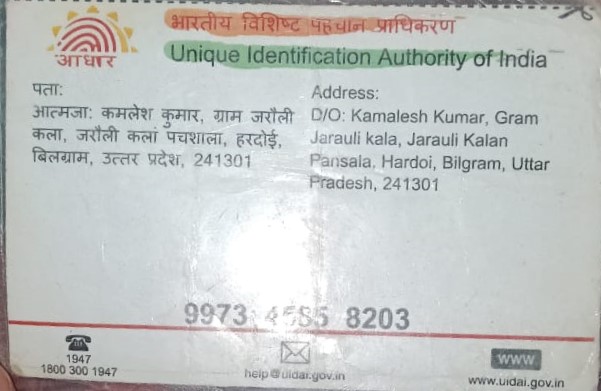 भारतीय विशिष्ट पहचान प्राधिकरण
आधार
Unique Identification Authority of India
पता:
आत्मजा: कमलेश कुमार, ग्राम जरौली
कला, जरौली कलां पचशाला, हरदोई,
बिलग्राम, उत्तर प्रदेश, 241301
Address:
D/O: Kamalesh Kumar, Gram
Jarauli kala, Jarauli Kalan
Pansala, Hardoi, Bilgram, Uttar
Pradesh, 241301
9973 4585 8203
1947
1800 300 1947
help@uidai.gov.in
www
www.uidai.gov.in